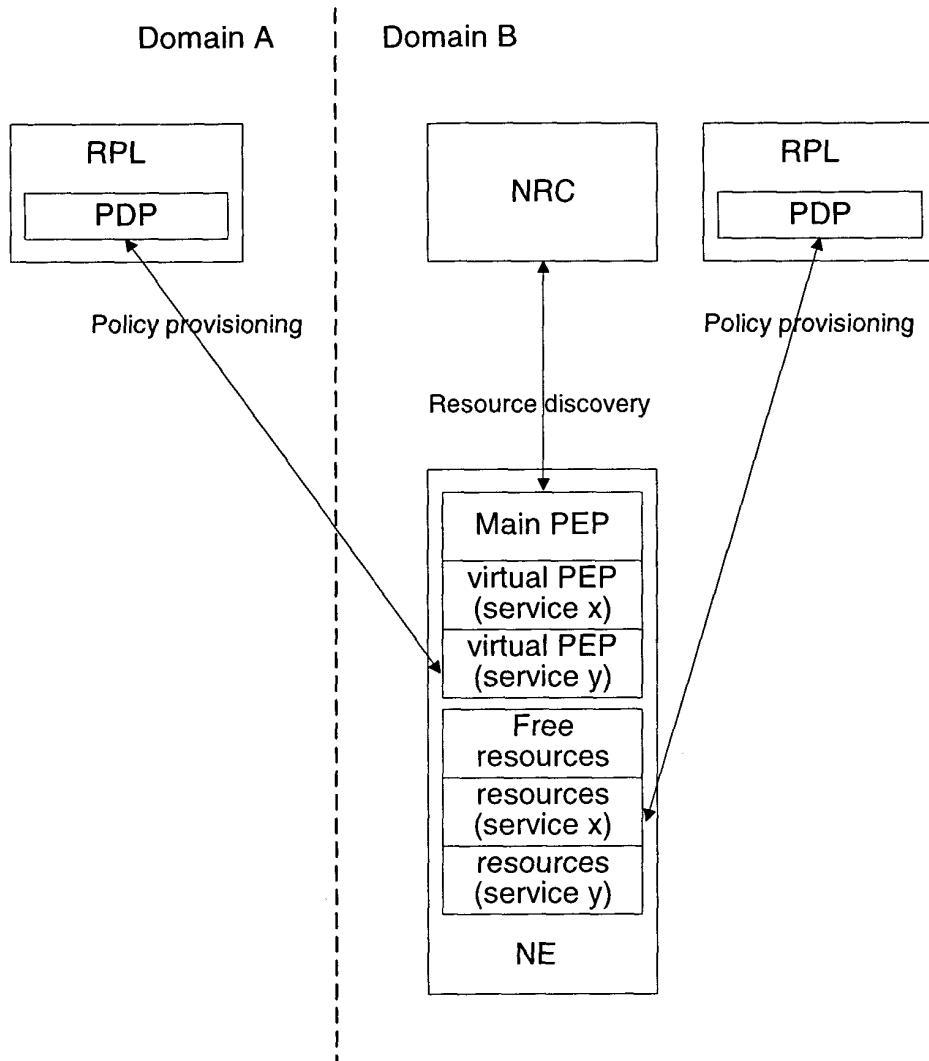 Domain A
Domain B
RPL
PDP
NRC
RPL
PDP
Policy provisioning
Policy provisioning
Resource discovery
Main PEP
virtual PEP
(service x)
virtual PEP
(service y)
Free
resources
resources
(service x)
resources
(service y)
NE